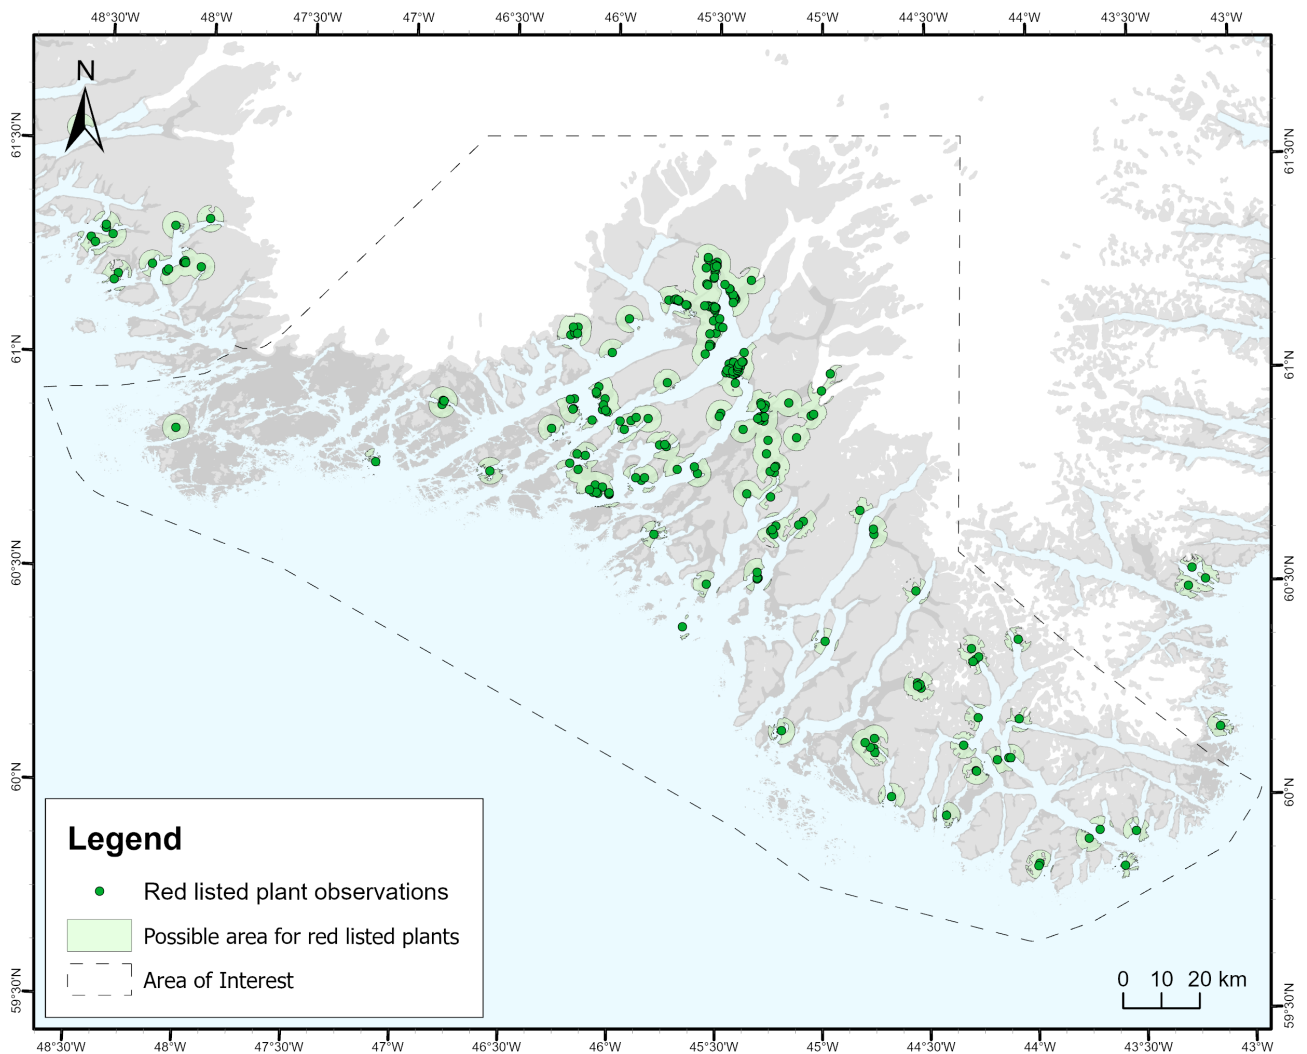 48°30'W 48°W 47°30'W 47°W 46°30'W 46°W 45°30'W 45°W 44°30'W 44°W 43°30'W 43°W
N
61°30'N 61°30'N
61°N 61°N
60°30'N 60°30'N
60°N 60°N
Legend
Red listed plant observations
Possible area for red listed plants
Area of Interest
0 10 20 km
59°30'N 59°30'N
48°30'W 48°W 47°30'W 47°W 46°30'W 46°W 45°30'W 45°W 44°30'W 44°W 43°30'W 43°W